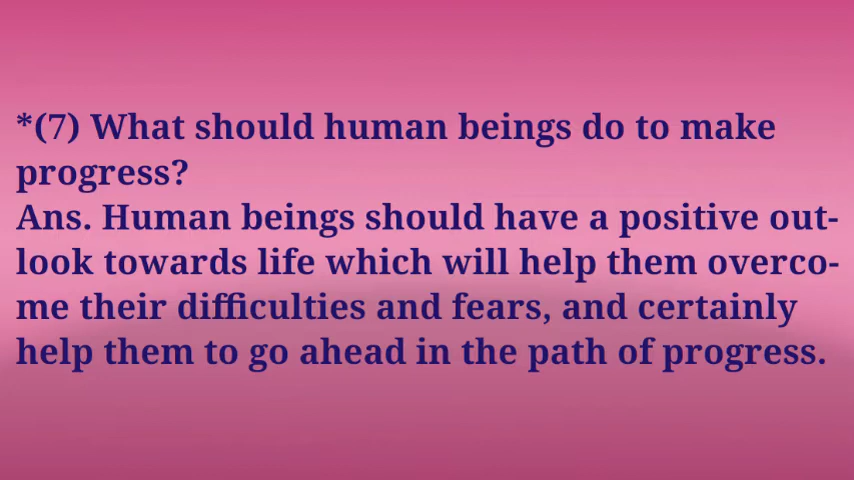 *(7) What should human beings do to make
progress?
Ans. Human beings should have a positive out-
look towards life which will help them overco-
me their difficulties and fears, and certainly
help them to go ahead in the path of progress.